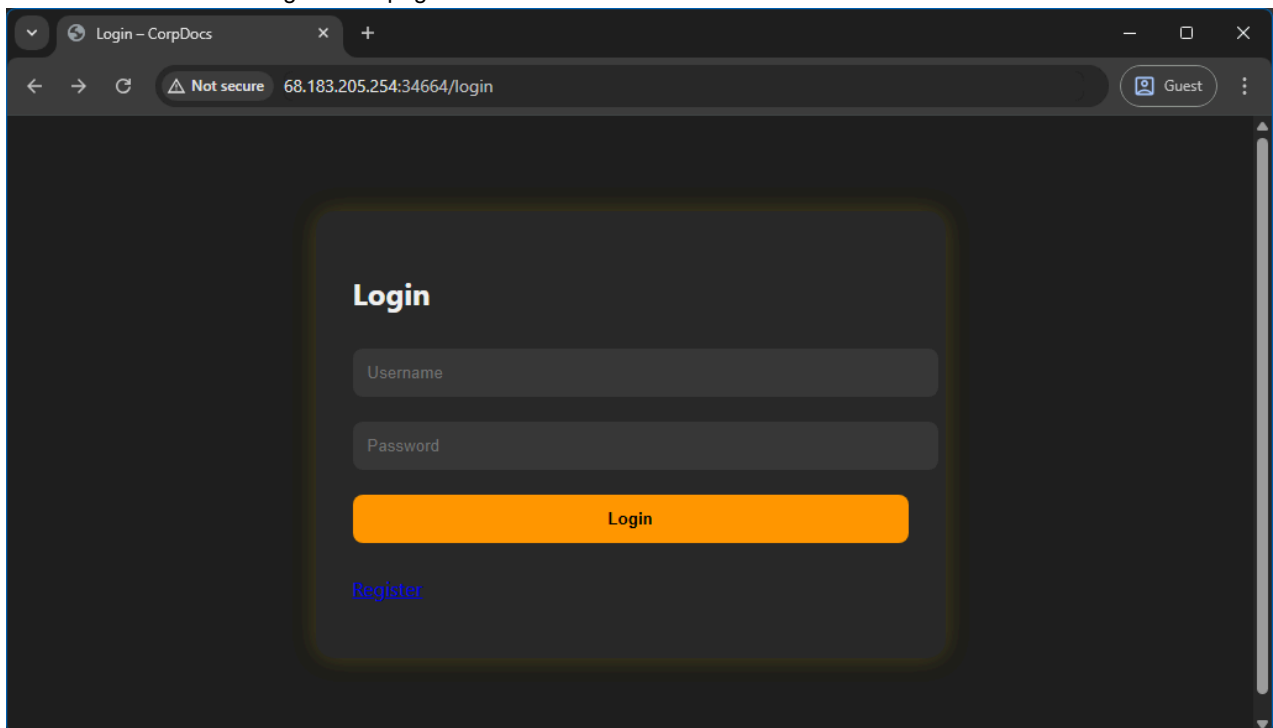 Login – CorpDocs
Not secure 68.183.205.254:34664/login Guest
Login
Username
Password
Login
Register